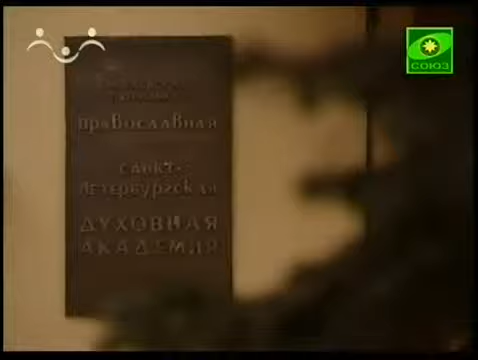 православная
САНКТ-
Петербургская
ДУХОВНАЯ
АКАДЕМИЯ
СОЮЗ